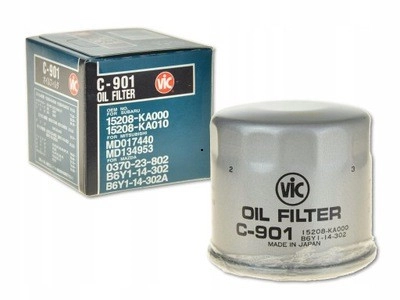 C-901
OIL FILTER
VIC
OEM NO.
FOR SUBARU
15208-KA000
15208-KA010
FOR MITSUBISHI
MD017440
MD134953
FOR MAZDA
0370-23-802
B6Y1-14-302
B6Y1-14-302A
2
3
VIC
OIL FILTER
C-901 15208-KA000
B6Y1-14-302
MADE IN JAPAN